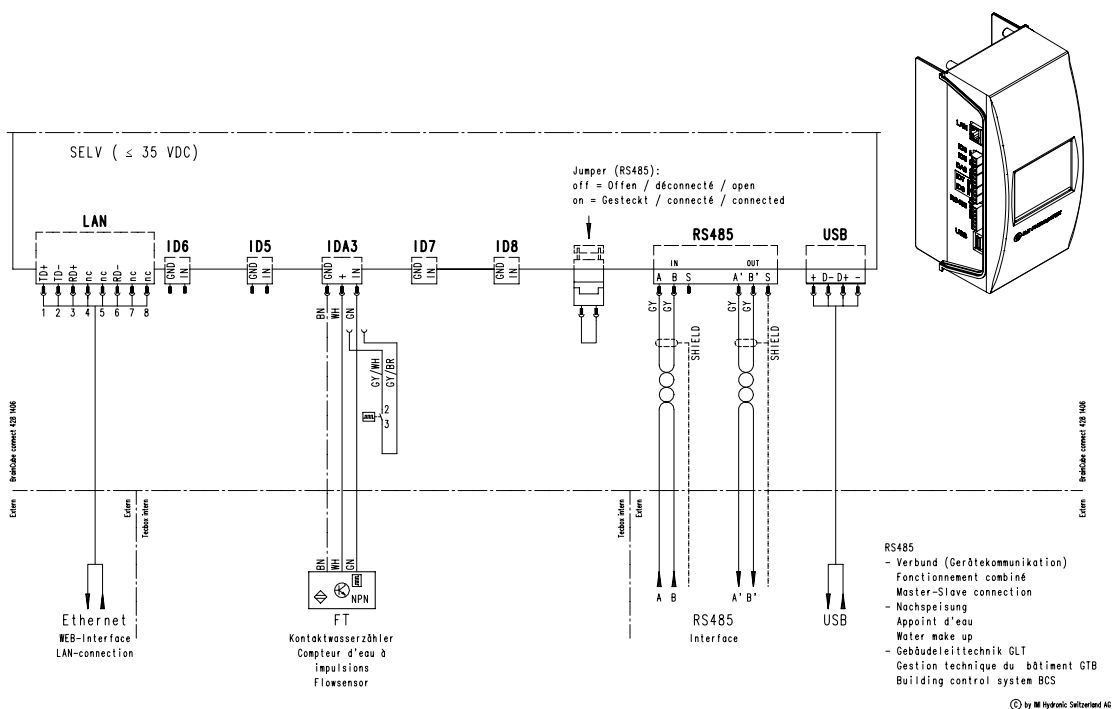 SELV ( ≤ 35 VDC)
Jumper (RS485):
off = Offen / déconnecté / open
on = Gesteckt / connecté / connected
LAN
ID6
ID5
IDA3
ID7
ID8
RS485
USB
TD+
TD-
RD+
nc
nc
RD-
nc
nc
GND
IN
GND
IN
GND
+
IN
GND
IN
GND
IN
IN
OUT
A B S
A' B' S
+ D- D+ -
1 2 3 4 5 6 7 8
BN
WH
GN
GY
GY
GY
GY
SHIELD
SHIELD
GY/WH
GY/BR
2
3
BrainCube connect 428 1406
Extern
Extern
Tecbox intern
Tecbox intern
Extern
BrainCube connect 428 1406
Extern
BN
WH
GN
NPN
A B
A' B'
Ethernet
WEB-Interface
LAN-connection
FT
Kontaktwasserzähler
Compteur d'eau à
impulsions
Flowsensor
RS485
Interface
USB
RS485
- Verbund (Gerätekommunikation)
Fonctionnement combiné
Master-Slave connection
- Nachspeisung
Appoint d'eau
Water make up
- Gebäudeleittechnik GLT
Gestion technique du bâtiment GTB
Building control system BCS
© by IMI Hydronic Switzerland AG
LAN
RS485
USB